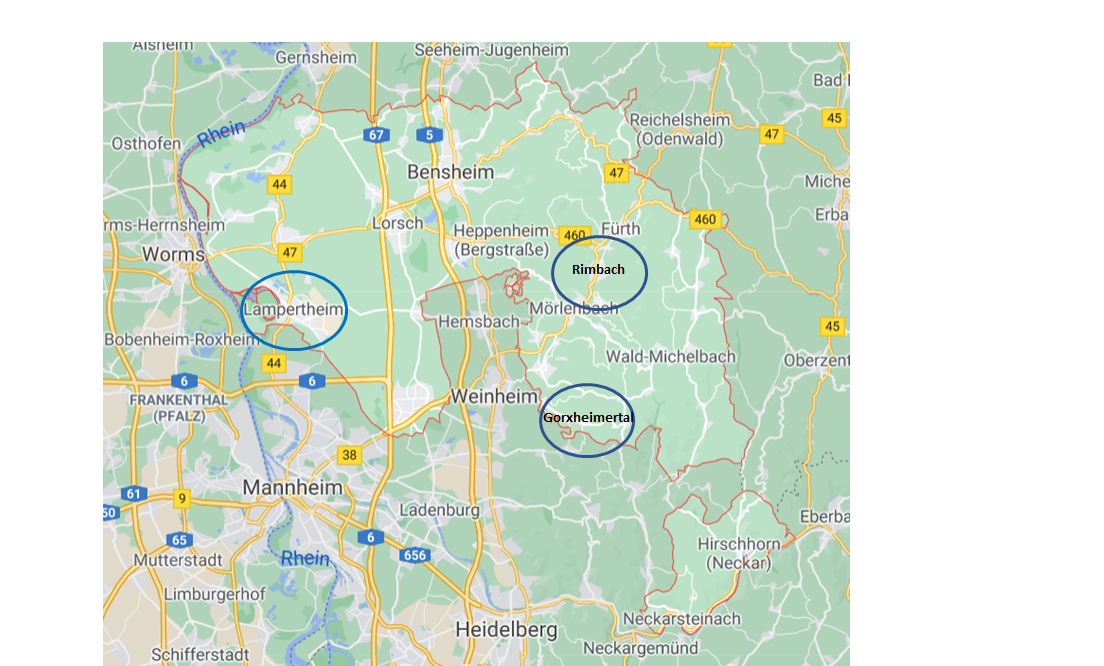 Alsheim
Gernsheim
Seeheim-Jugenheim
Bad
Rhein
67
5
Reichelsheim
(Odenwald)
45
47
Osthofen
Bensheim
47
44
Miche
rms-Herrnsheim
Lorsch
Heppenheim
(Bergstraße)
460
Fürth
460
Erba
Worms
47
Rimbach
Lampertheim
Mörlenbach
Hemsbach
45
Bobenheim-Roxheim
44
Wald-Michelbach
Oberzent
6
6
FRANKENTHAL
(PFALZ)
Weinheim
Gorxheimertal
38
Mannheim
61
9
50
Ladenburg
Eberba
65
6
656
Hirschhorn
(Neckar)
Mutterstadt
Rhein
Limburgerhof
Neckarsteinach
Heidelberg
Neckargemünd
Schifferstadt